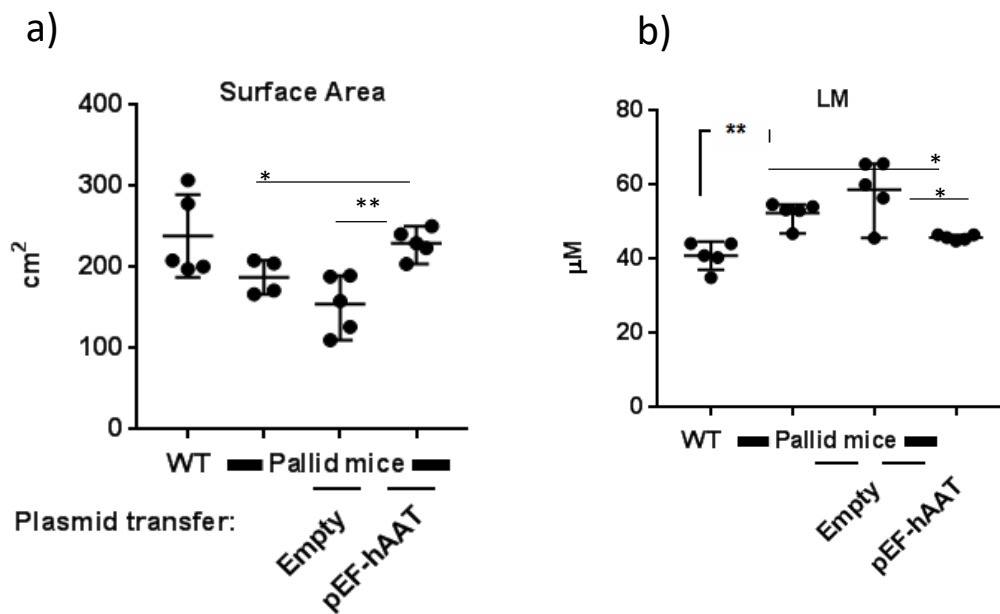 a)
Surface Area
400
300
200
100
0
cm²
*
**
WT
Pallid mice
Plasmid transfer:
Empty
pEF-hAAT
b)
LM
80
60
40
20
0
µM
**
*
*
WT
Pallid mice
Empty
pEF-hAAT